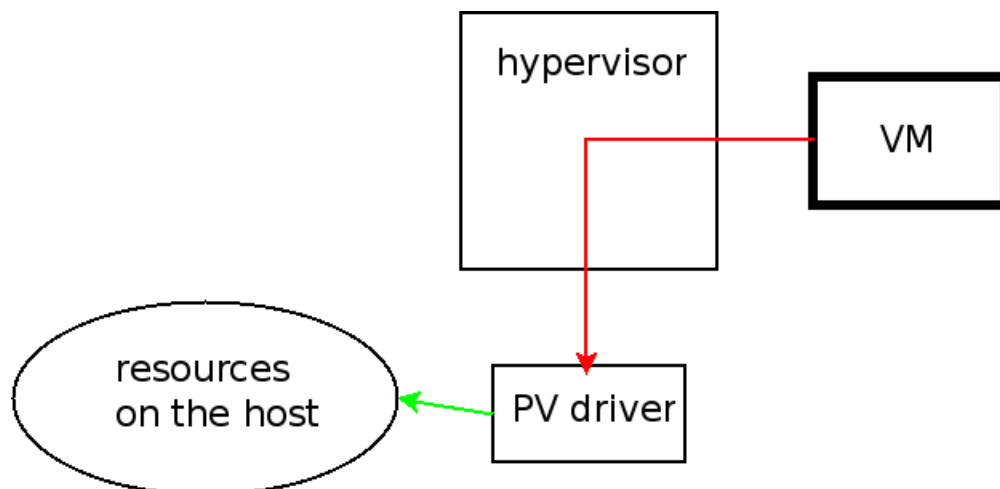 hypervisor
VM
resources
on the host
PV driver